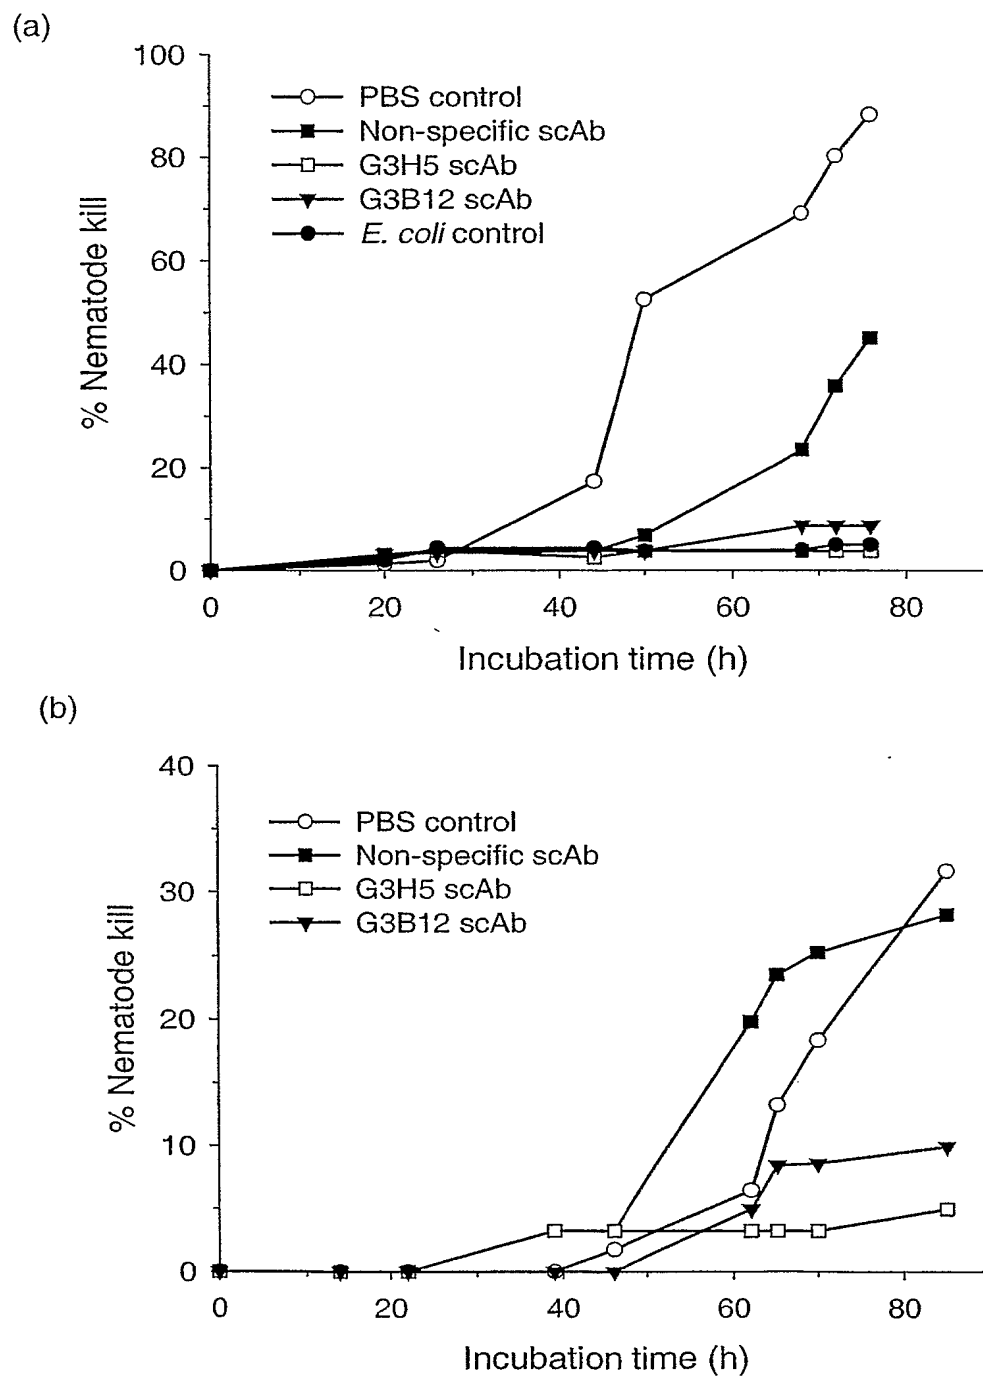 (a)
% Nematode kill
100
80
60
40
20
0
PBS control
Non-specific scAb
G3H5 scAb
G3B12 scAb
E. coli control
0 20 40 60 80
Incubation time (h)
(b)
% Nematode kill
40
30
20
10
0
PBS control
Non-specific scAb
G3H5 scAb
G3B12 scAb
0 20 40 60 80
Incubation time (h)